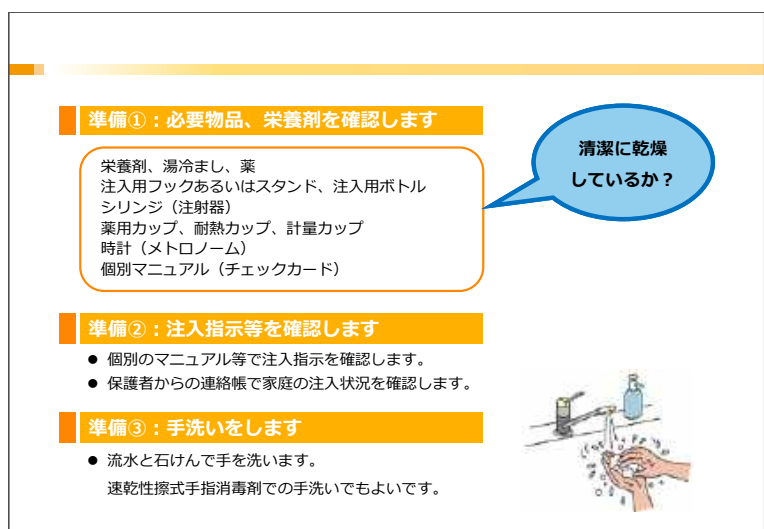 準備①：必要物品、栄養剤を確認します
栄養剤、湯冷まし、薬
注入用フックあるいはスタンド、注入用ボトル
シリンジ（注射器）
薬用カップ、耐熱カップ、計量カップ
時計（メトロノーム）
個別マニュアル（チェックカード）
清潔に乾燥
しているか？
準備②：注入指示等を確認します
● 個別のマニュアル等で注入指示を確認します。
● 保護者からの連絡帳で家庭の注入状況を確認します。
準備③：手洗いをします
● 流水と石けんで手を洗います。
速乾性擦式手指消毒剤での手洗いでもよいです。